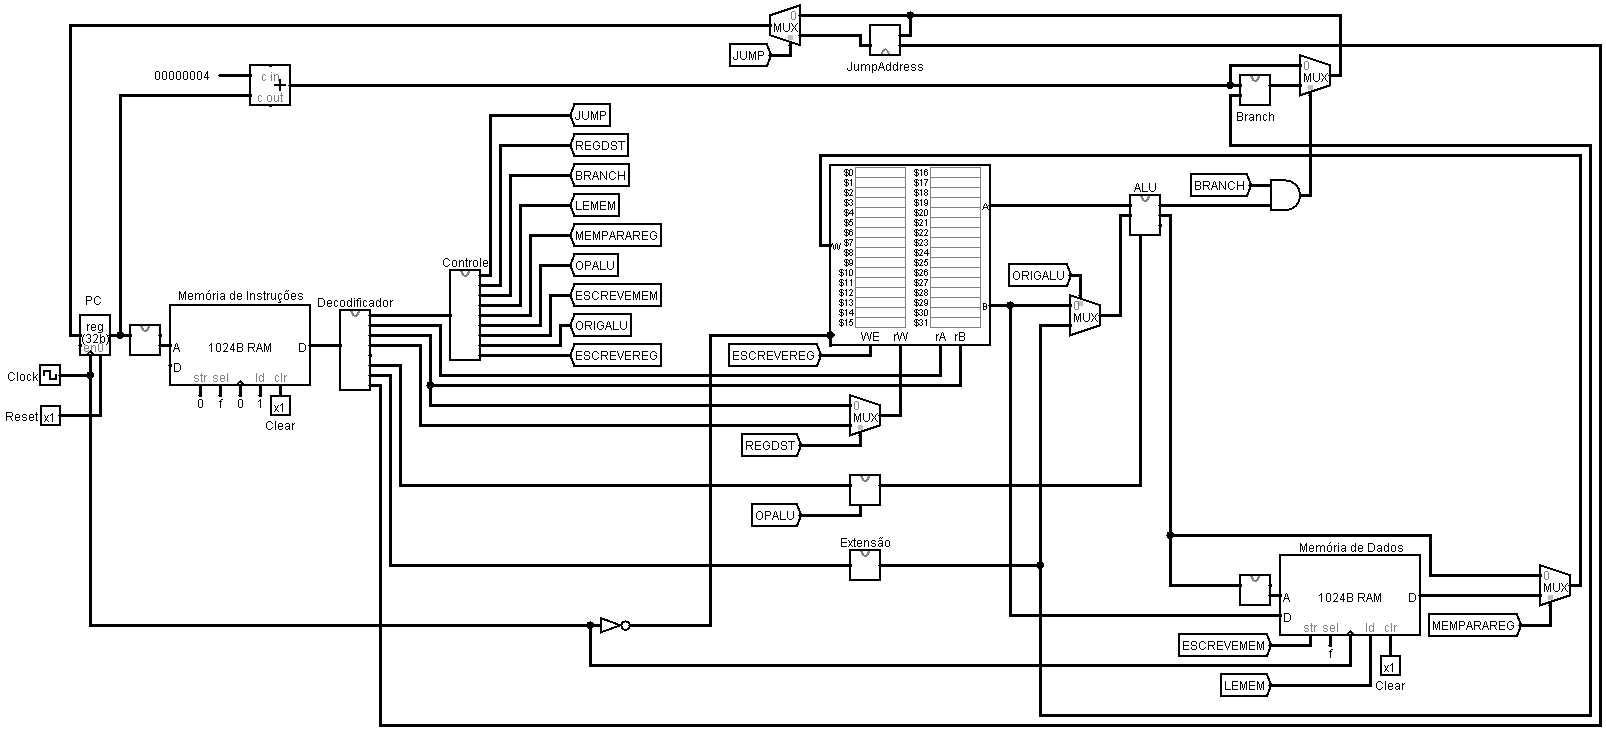 0
MUX
JUMP
JumpAddress
00000004
c in
+
c out
0
MUX
Branch
JUMP
REGDST
BRANCH
LEMEM
MEMPARAREG
OPALU
ESCREVEMEM
ORIGALU
ESCREVEREG
Controle
$0 $16
$1 $17
$2 $18
$3 $19
$4 $20
$5 $21
$6 $22
$7 $23
$8 $24
$9 $25
$10 $26
$11 $27
$12 $28
$13 $29
$14 $30
$15 $31
W
A
B
WE rW rA rB
ESCREVEREG
BRANCH
ALU
ORIGALU
0
MUX
PC
reg
(32b)
en0
Memória de Instruções
A
1024B RAM
D
D
str sel ld clr
0 f 0 1 x1
Clear
Decodificador
Clock
Reset x1
0
MUX
REGDST
OPALU
Extensão
Memória de Dados
A
1024B RAM
D
D
str sel ld clr
ESCREVEMEM
f
x1
Clear
LEMEM
0
MUX
MEMPARAREG